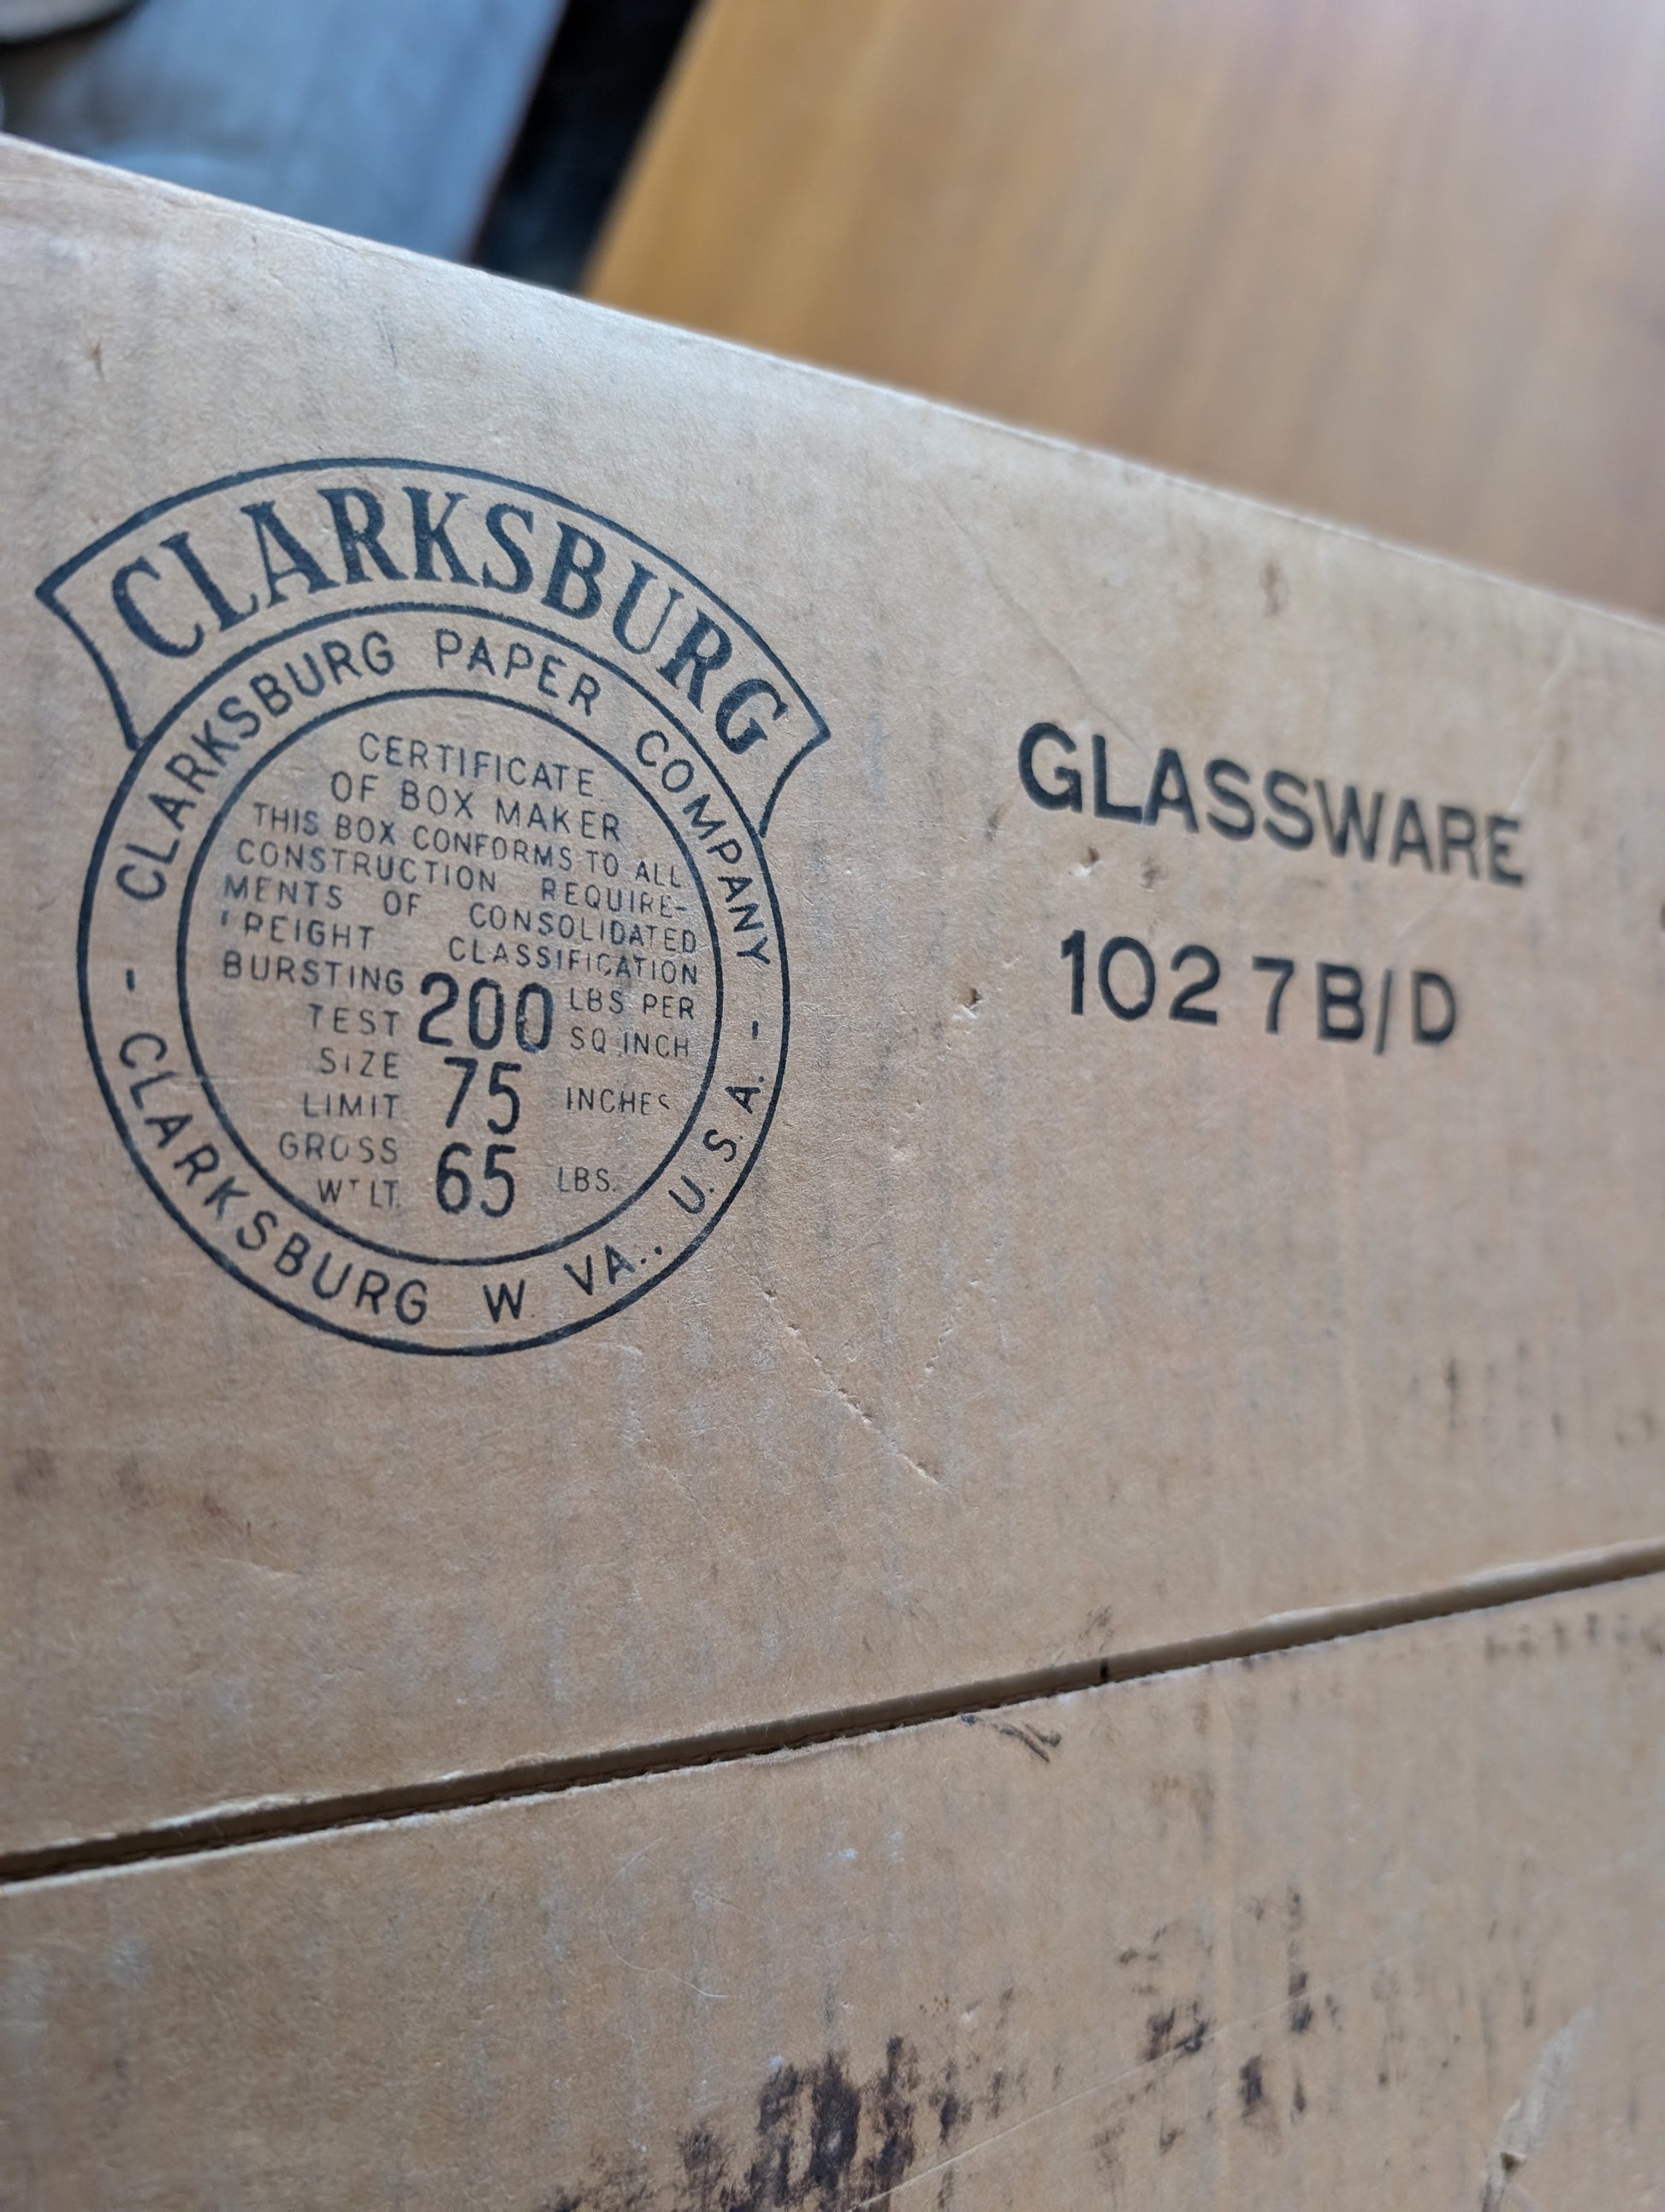 CLARKSBURG
- CLARKSBURG PAPER COMPANY -
CLARKSBURG W. VA., U.S.A.
CERTIFICATE
OF BOX MAKER
THIS BOX CONFORMS TO ALL
CONSTRUCTION REQUIRE-
MENTS OF CONSOLIDATED
FREIGHT CLASSIFICATION
BURSTING TEST 200 LBS PER SQ. INCH
SIZE LIMIT 75 INCHES
GROSS WT LT. 65 LBS.
GLASSWARE
1027B/D